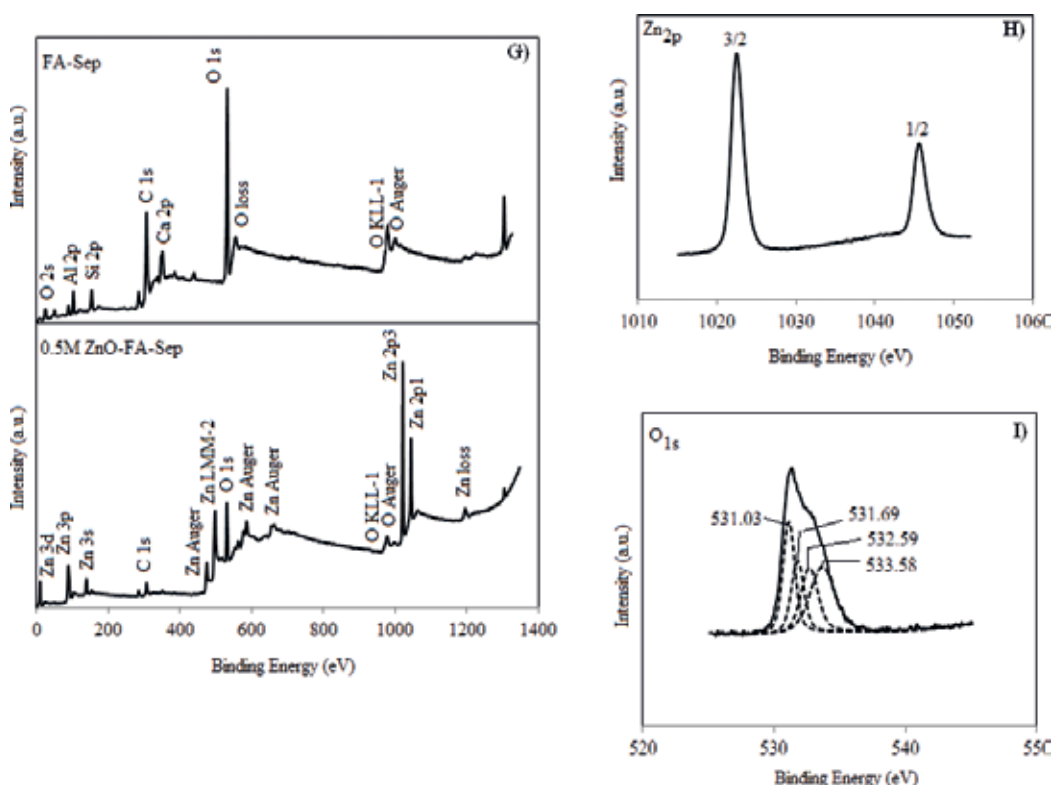 FA-Sep
G)
O 2s
Al 2p
Si 2p
C 1s
Ca 2p
O 1s
O loss
O KLL-1
O Auger
Intensity (a.u.)
0.5M ZnO-FA-Sep
Zn 3d
Zn 3p
Zn 3s
C 1s
Zn Auger
Zn LMM-2
O 1s
Zn Auger
Zn Auger
O KLL-1
O Auger
Zn 2p3
Zn 2p1
Zn loss
Intensity (a.u.)
0 200 400 600 800 1000 1200 1400
Binding Energy (eV)
Zn2p
H)
3/2
1/2
Intensity (a.u.)
1010 1020 1030 1040 1050 106
Binding Energy (eV)
O1s
I)
531.03
531.69
532.59
533.58
Intensity (a.u.)
520 530 540 55
Binding Energy (eV)